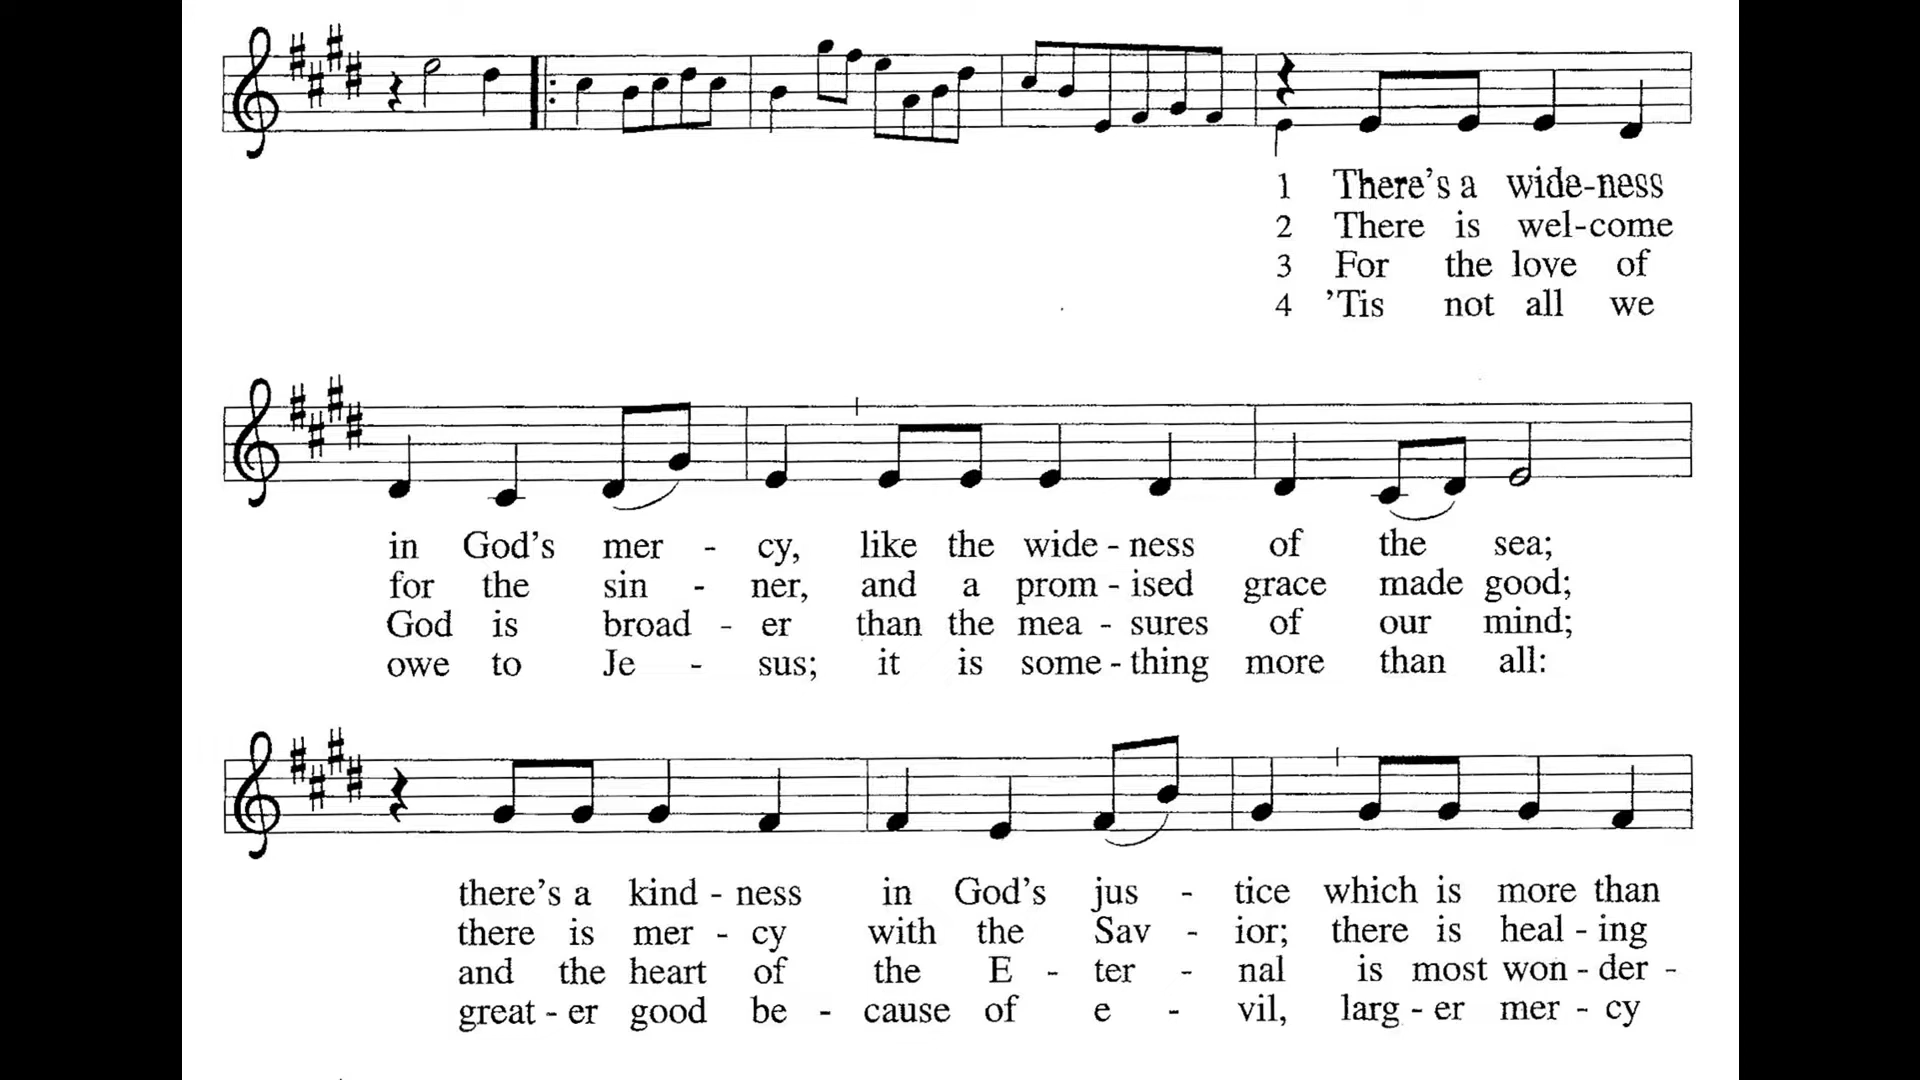 1 There's a wide-ness
2 There is wel-come
3 For the love of
4 'Tis not all we
in God's mer - cy, like the wide - ness of the sea;
for the sin - ner, and a prom - ised grace made good;
God is broad - er than the mea - sures of our mind;
owe to Je - sus; it is some - thing more than all:
there's a kind - ness in God's jus - tice which is more than
there is mer - cy with the Sav - ior; there is heal - ing
and the heart of the E - ter - nal is most won - der -
great - er good be - cause of e - vil, larg - er mer - cy